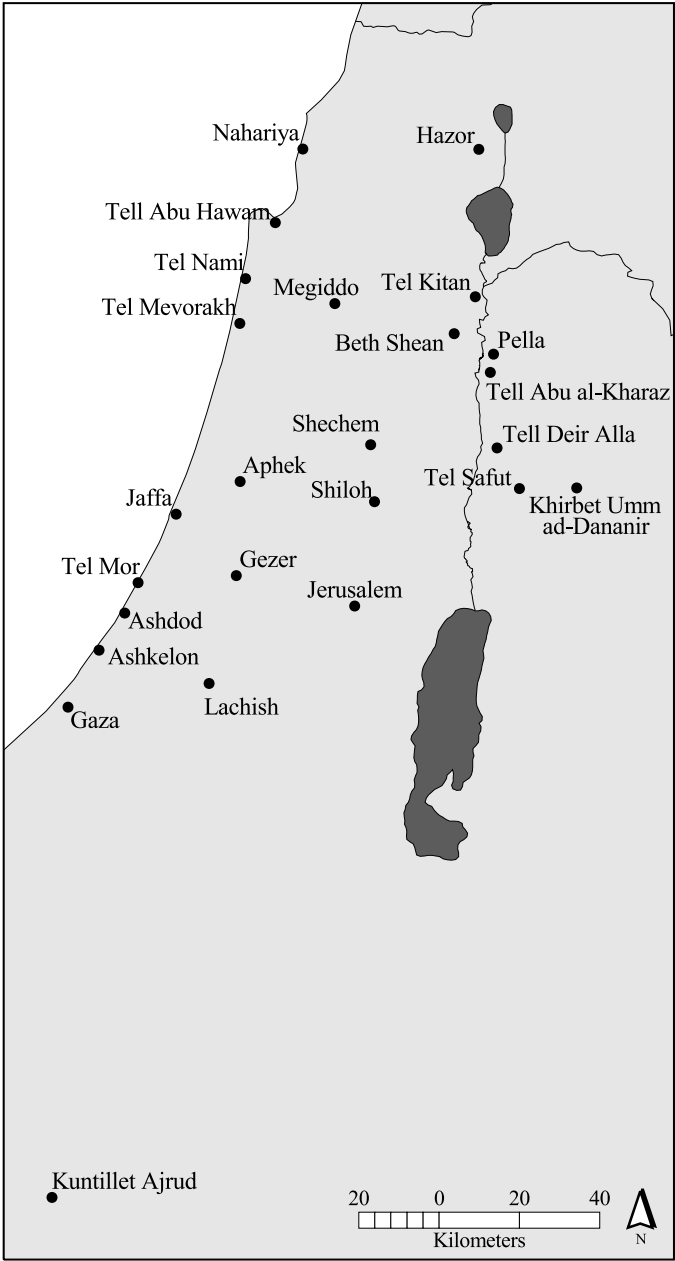 Nahariya
Hazor
Tell Abu Hawam
Tel Nami
Megiddo
Tel Kitan
Tel Mevorakh
Beth Shean
Pella
Tell Abu al-Kharaz
Shechem
Tell Deir Alla
Aphek
Shiloh
Tel Safut
Jaffa
Khirbet Umm
ad-Dananir
Tel Mor
Gezer
Jerusalem
Ashdod
Ashkelon
Lachish
Gaza
Kuntillet Ajrud
20 0 20 40
Kilometers
N